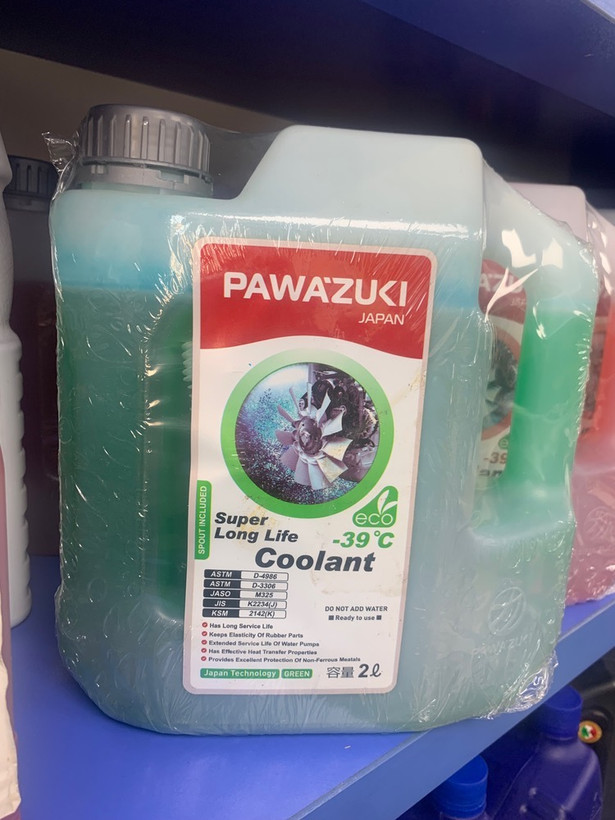 PAWAZUKI
JAPAN
eco
SPOUT INCLUDED
Super
Long Life
-39°C
Coolant
ASTM D-4986
ASTM D-3306
JASO M325
JIS K2234(J)
KSM 2142(K)
DO NOT ADD WATER
■ Ready to use ■
Has Long Service Life
Keeps Elasticity Of Rubber Parts
Extended Service Life Of Water Pumps
Has Effective Heat Transfer Properties
Provides Excellent Protection Of Non-Ferrous Meatals
Japan Technology GREEN
容量 2ℓ